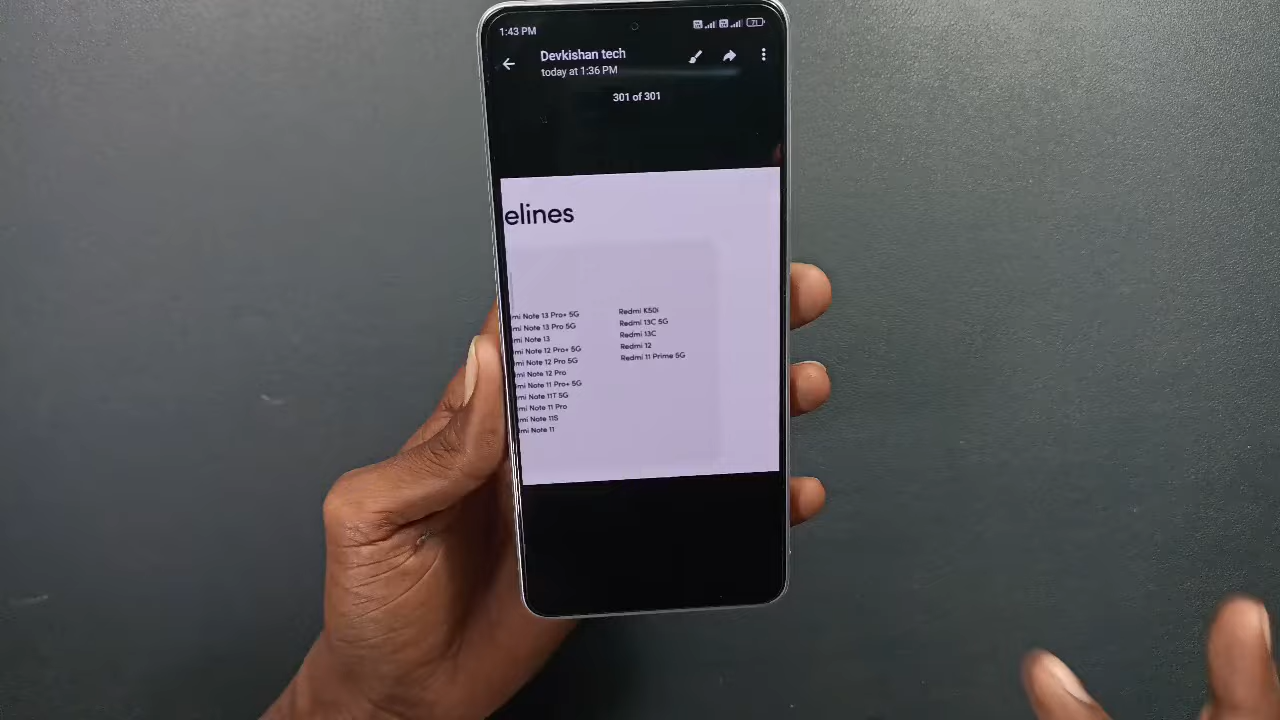 1:43 PM
71
Devkishan tech
today at 1:36 PM
301 of 301
elines
mi Note 13 Pro+ 5G
mi Note 13 Pro 5G
mi Note 13
mi Note 12 Pro+ 5G
mi Note 12 Pro 5G
mi Note 12 Pro
mi Note 11 Pro+ 5G
mi Note 11T 5G
mi Note 11 Pro
mi Note 11S
mi Note 11
Redmi K50i
Redmi 13C 5G
Redmi 13C
Redmi 12
Redmi 11 Prime 5G